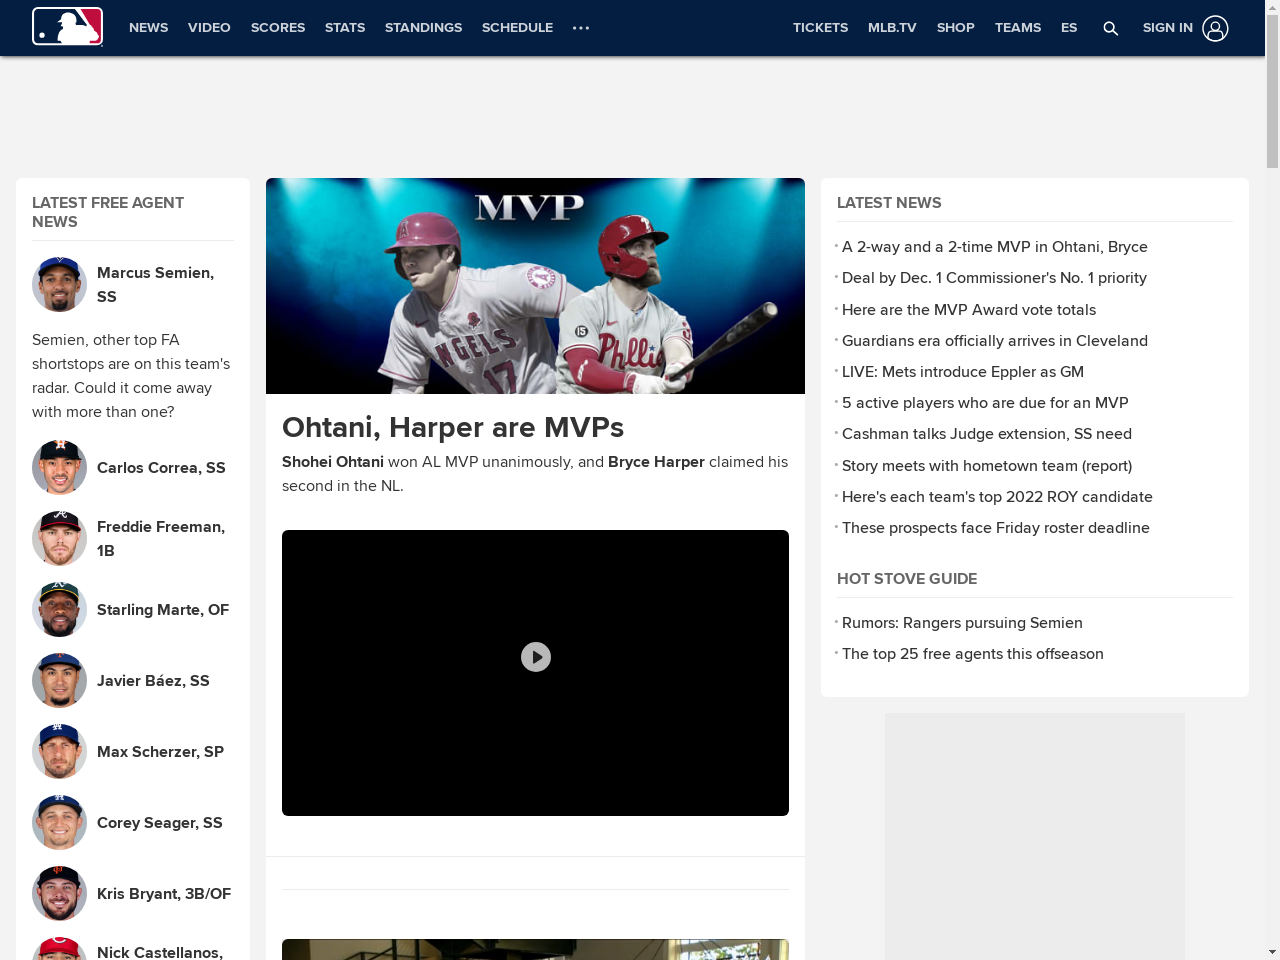 NEWS VIDEO SCORES STATS STANDINGS SCHEDULE ··· TICKETS MLB.TV SHOP TEAMS ES SIGN IN
LATEST FREE AGENT
NEWS
Marcus Semien,
SS
Semien, other top FA
shortstops are on this team's
radar. Could it come away
with more than one?
Carlos Correa, SS
Freddie Freeman,
1B
Starling Marte, OF
Javier Báez, SS
Max Scherzer, SP
Corey Seager, SS
Kris Bryant, 3B/OF
Nick Castellanos,
MVP
ANGELS
17
15
Phillies
Ohtani, Harper are MVPs
Shohei Ohtani won AL MVP unanimously, and Bryce Harper claimed his
second in the NL.
LATEST NEWS
• A 2-way and a 2-time MVP in Ohtani, Bryce
• Deal by Dec. 1 Commissioner's No. 1 priority
• Here are the MVP Award vote totals
• Guardians era officially arrives in Cleveland
• LIVE: Mets introduce Eppler as GM
• 5 active players who are due for an MVP
• Cashman talks Judge extension, SS need
• Story meets with hometown team (report)
• Here's each team's top 2022 ROY candidate
• These prospects face Friday roster deadline
HOT STOVE GUIDE
• Rumors: Rangers pursuing Semien
• The top 25 free agents this offseason